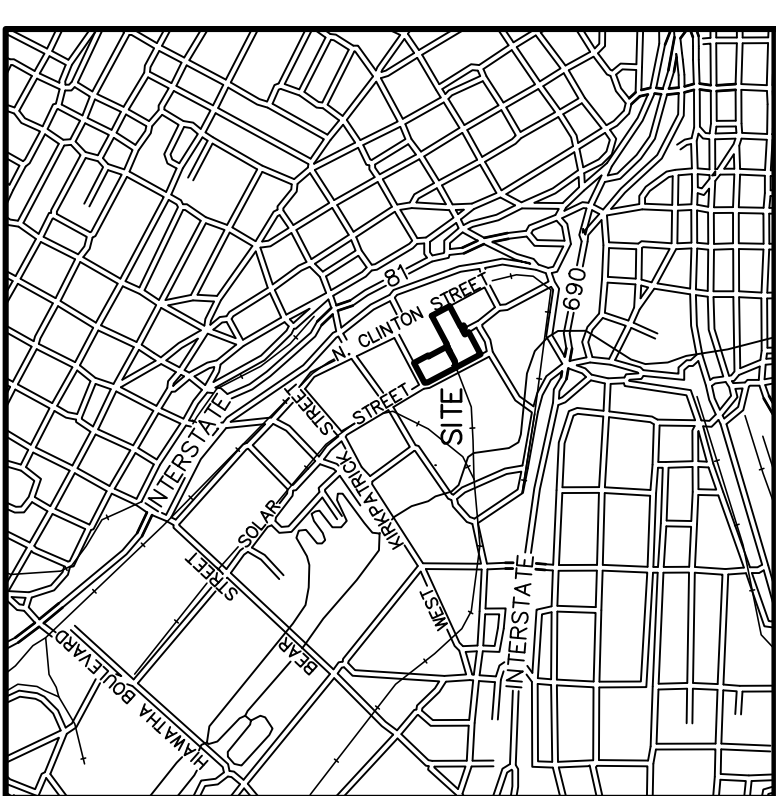 81
690
N. CLINTON STREET
INTERSTATE
STREET
STREET
SITE
SOLAR
KIRKPATRICK
STREET
WEST
INTERSTATE
BEAR
HIAWATHA BOULEVARD